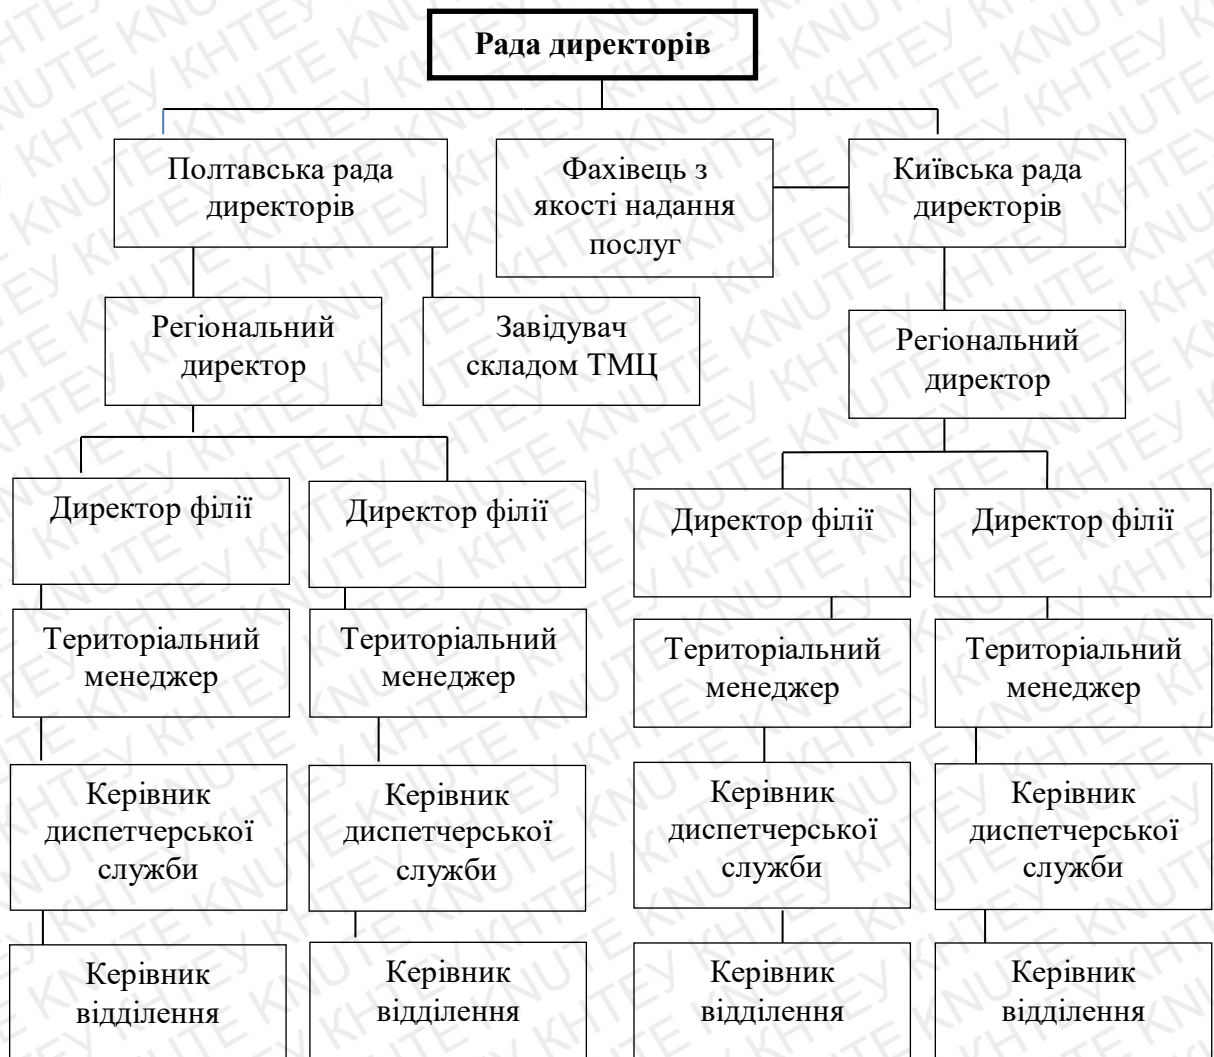 Рада директорів
Полтавська рада
директорів
Фахівець з
якості надання
послуг
Київська рада
директорів
Регіональний
директор
Завідувач
складом ТМЦ
Регіональний
директор
Директор філії
Директор філії
Директор філії
Директор філії
Територіальний
менеджер
Територіальний
менеджер
Територіальний
менеджер
Територіальний
менеджер
Керівник
диспетчерської
служби
Керівник
диспетчерської
служби
Керівник
диспетчерської
служби
Керівник
диспетчерської
служби
Керівник
відділення
Керівник
відділення
Керівник
відділення
Керівник
відділення